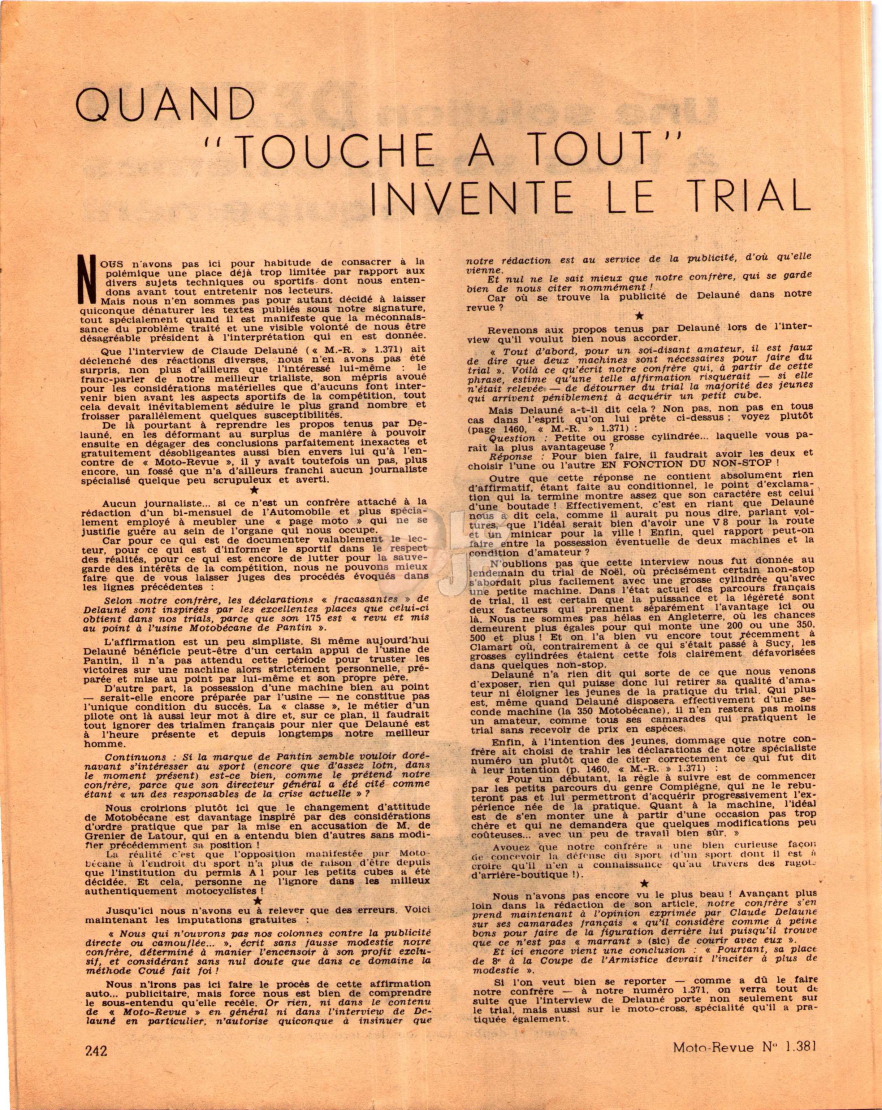 QUAND
"TOUCHE A TOUT"
INVENTE LE TRIAL
NOUS n'avons pas ici pour habitude de consacrer à la
polémique une place déjà trop limitée par rapport aux
divers sujets techniques ou sportifs dont nous enten-
dons avant tout entretenir nos lecteurs.
Mais nous n'en sommes pas pour autant décidé à laisser
quiconque dénaturer les textes publiés sous notre signature,
tout spécialement quand il est manifeste que la méconnais-
sance du problème traité et une visible volonté de nous être
désagréable président à l'interprétation qui en est donnée.
Que l'interview de Claude Delauné (« M.-R. » 1.371) ait
déclenché des réactions diverses, nous n'en avons pas été
surpris, non plus d'ailleurs que l'intéressé lui-même : le
franc-parler de notre meilleur trialiste, son mépris avoué
pour les considérations matérielles que d'aucuns font inter-
venir bien avant les aspects sportifs de la compétition, tout
cela devait inévitablement séduire le plus grand nombre et
froisser parallèlement quelques susceptibilités.
De là pourtant à reprendre les propos tenus par De-
launé, en les déformant au surplus de manière à pouvoir
ensuite en dégager des conclusions parfaitement inexactes et
gratuitement désobligeantes aussi bien envers lui qu'à l'en-
contre de « Moto-Revue », il y avait toutefois un pas, plus
encore, un fossé que n'a d'ailleurs franchi aucun journaliste
spécialisé quelque peu scrupuleux et averti.
★
Aucun journaliste... si ce n'est un confrère attaché à la
rédaction d'un bi-mensuel de l'Automobile et plus spécia-
lement employé à meubler une « page moto » qui ne se
justifie guère au sein de l'organe qui nous occupe.
Car pour ce qui est de documenter valablement le lec-
teur, pour ce qui est d'informer le sportif dans le respect
des réalités, pour ce qui est encore de lutter pour la sauve-
garde des intérêts de la compétition, nous ne pouvons mieux
faire que de vous laisser juges des procédés évoqués dans
les lignes précédentes :
Selon notre confrère, les déclarations « fracassantes » de
Delauné sont inspirées par les excellentes places que celui-ci
obtient dans nos trials, parce que son 175 est « revu et mis
au point à l'usine Motobécane de Pantin ».
L'affirmation est un peu simpliste. Si même aujourd'hui
Delauné bénéficie peut-être d'un certain appui de l'usine de
Pantin, il n'a pas attendu cette période pour truster les
victoires sur une machine alors strictement personnelle, pré-
parée et mise au point par lui-même et son propre père.
D'autre part, la possession d'une machine bien au point
— serait-elle encore préparée par l'usine — ne constitue pas
l'unique condition du succès. La « classe », le métier d'un
pilote ont là aussi leur mot à dire et, sur ce plan, il faudrait
tout ignorer des trialmen français pour nier que Delauné est
à l'heure présente et depuis longtemps notre meilleur
homme.
Continuons : Si la marque de Pantin semble vouloir doré-
navant s'intéresser au sport (encore que d'assez loin, dans
le moment présent) est-ce bien, comme le prétend notre
confrère, parce que son directeur général a été cité comme
étant « un des responsables de la crise actuelle » ?
Nous croirions plutôt ici que le changement d'attitude
de Motobécane est davantage inspiré par des considérations
d'ordre pratique que par la mise en accusation de M. de
Grenier de Latour, qui en a entendu bien d'autres sans modi-
fier précédemment sa position !
La réalité c'est que l'opposition manifestée par Moto-
bécane à l'endroit du sport n'a plus de raison d'être depuis
que l'institution du permis A 1 pour les petits cubes a été
décidée. Et cela, personne ne l'ignore dans les milieux
authentiquement motocyclistes !
★
Jusqu'ici nous n'avons eu à relever que des erreurs. Voici
maintenant les imputations gratuites :
« Nous qui n'ouvrons pas nos colonnes contre la publicité
directe ou camouflée... », écrit sans fausse modestie notre
confrère, déterminé à manier l'encensoir à son profit exclu-
sif, et considérant sans nul doute que dans ce domaine la
méthode Coué fait foi !
Nous n'irons pas ici faire le procès de cette affirmation
auto... publicitaire, mais force nous est bien de comprendre
le sous-entendu qu'elle recèle. Or rien, ni dans le contenu
de « Moto-Revue » en général ni dans l'interview de De-
launé en particulier, n'autorise quiconque à insinuer que
notre rédaction est au service de la publicité, d'où qu'elle
vienne.
Et nul ne le sait mieux que notre confrère, qui se garde
bien de nous citer nommément !
Car où se trouve la publicité de Delauné dans notre
revue ?
★
Revenons aux propos tenus par Delauné lors de l'inter-
view qu'il voulut bien nous accorder.
« Tout d'abord, pour un soi-disant amateur, il est faux
de dire que deux machines sont nécessaires pour faire du
trial ». Voilà ce qu'écrit notre confrère qui, à partir de cette
phrase, estime qu'une telle affirmation risquerait — si elle
n'était relevée — de détourner du trial la majorité des jeunes
qui arrivent péniblement à acquérir un petit cube.
Mais Delauné a-t-il dit cela ? Non pas, non pas en tous
cas dans l'esprit qu'on lui prête ci-dessus ; voyez plutôt
(page 1460, « M.-R. » 1.371) :
Question : Petite ou grosse cylindrée... laquelle vous pa-
raît la plus avantageuse ?
Réponse : Pour bien faire, il faudrait avoir les deux et
choisir l'une ou l'autre EN FONCTION DU NON-STOP !
Outre que cette réponse ne contient absolument rien
d'affirmatif, étant faite au conditionnel, le point d'exclama-
tion qui la termine montre assez que son caractère est celui
d'une boutade ! Effectivement, c'est en riant que Delauné
nous a dit cela, comme il aurait pu nous dire, parlant voi-
tures, que l'idéal serait bien d'avoir une V 8 pour la route
et un minicar pour la ville ! Enfin, quel rapport peut-on
faire entre la possession éventuelle de deux machines et la
condition d'amateur ?
N'oublions pas que cette interview nous fut donnée au
lendemain du trial de Noël, où précisément certain non-stop
s'abordait plus facilement avec une grosse cylindrée qu'avec
une petite machine. Dans l'état actuel des parcours français
de trial, il est certain que la puissance et la légèreté sont
deux facteurs qui prennent séparément l'avantage ici ou
là. Nous ne sommes pas hélas en Angleterre, où les chances
demeurent plus égales pour qui monte une 200 ou une 350.
500 et plus ! Et on l'a bien vu encore tout récemment à
Clamart où, contrairement à ce qui s'était passé à Sucy, les
grosses cylindrées étaient cette fois clairement défavorisées
dans quelques non-stop.
Delauné n'a rien dit qui sorte de ce que nous venons
d'exposer, rien qui puisse donc lui retirer sa qualité d'ama-
teur ni éloigner les jeunes de la pratique du trial. Qui plus
est, même quand Delauné disposera effectivement d'une se-
conde machine (la 350 Motobécane), il n'en restera pas moins
un amateur, comme tous ses camarades qui pratiquent le
trial sans recevoir de prix en espèces.
Enfin, à l'intention des jeunes, dommage que notre con-
frère ait choisi de trahir les déclarations de notre spécialiste
numéro un plutôt que de citer correctement ce qui fut dit
à leur intention (p. 1460, « M.-R. » 1.371) :
« Pour un débutant, la règle à suivre est de commencer
par les petits parcours du genre Compiègne, qui ne le rebu-
teront pas et lui permettront d'acquérir progressivement l'ex-
périence née de la pratique. Quant à la machine, l'idéal
est de s'en monter une à partir d'une occasion pas trop
chère et qui ne demandera que quelques modifications peu
coûteuses... avec un peu de travail bien sûr. »
Avouez que notre confrère a une bien curieuse façon
de concevoir la défense du sport (d'un sport dont il est à
croire qu'il n'en a connaissance qu'au travers des ragots
d'arrière-boutique !).
★
Nous n'avons pas encore vu le plus beau ! Avançant plus
loin dans la rédaction de son article, notre confrère s'en
prend maintenant à l'opinion exprimée par Claude Delauné
sur ses camarades français « qu'il considère comme à peine
bons pour faire de la figuration derrière lui puisqu'il trouve
que ce n'est pas « marrant » (sic) de courir avec eux ».
Et ici encore vient une conclusion : « Pourtant, sa place
de 8e à la Coupe de l'Armistice devrait l'inciter à plus de
modestie ».
Si l'on veut bien se reporter — comme a dû le faire
notre confrère — à notre numéro 1.371, on verra tout de
suite que l'interview de Delauné porte non seulement sur
le trial, mais aussi sur le moto-cross, spécialité qu'il a pra-
tiquée également.
242
Moto-Revue N° 1.381